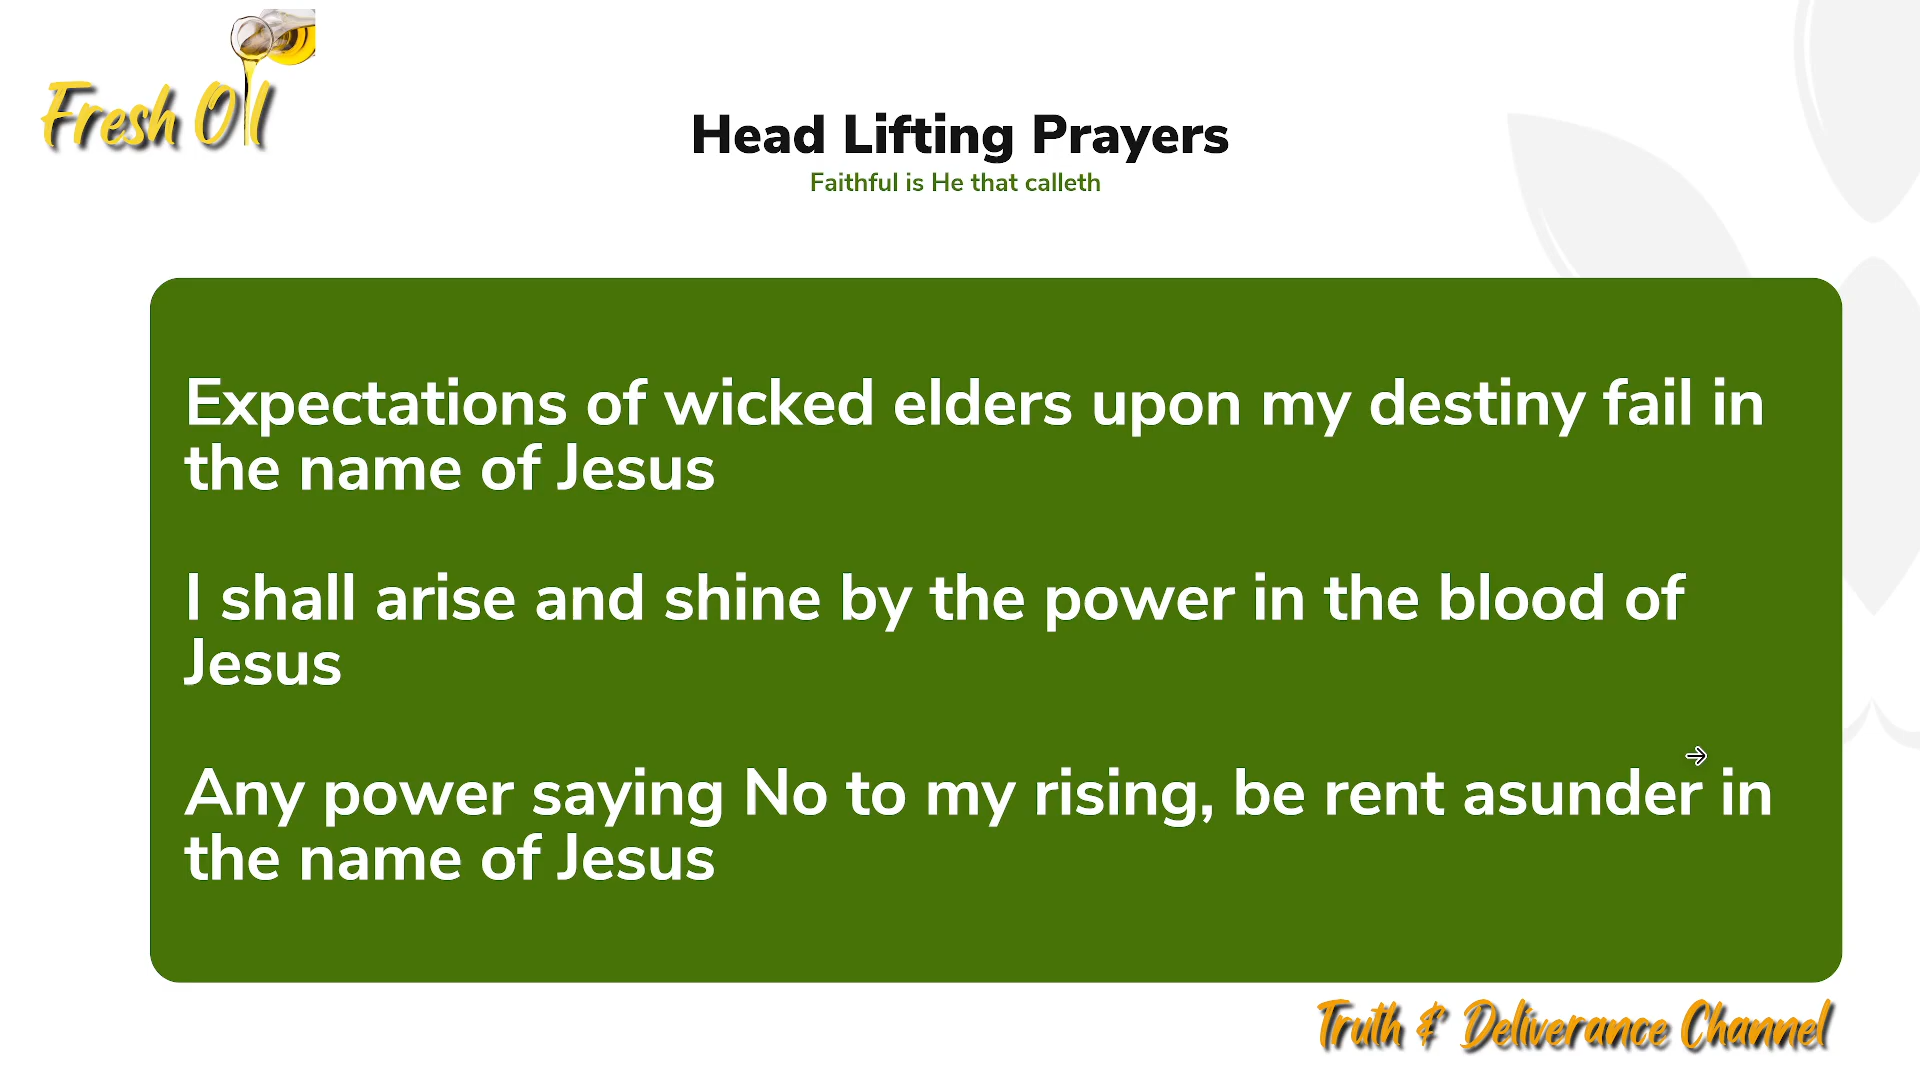 Fresh Oil
Head Lifting Prayers
Faithful is He that calleth
Expectations of wicked elders upon my destiny fail in
the name of Jesus
I shall arise and shine by the power in the blood of
Jesus
Any power saying No to my rising, be rent asunder in
the name of Jesus
Truth & Deliverance Channel